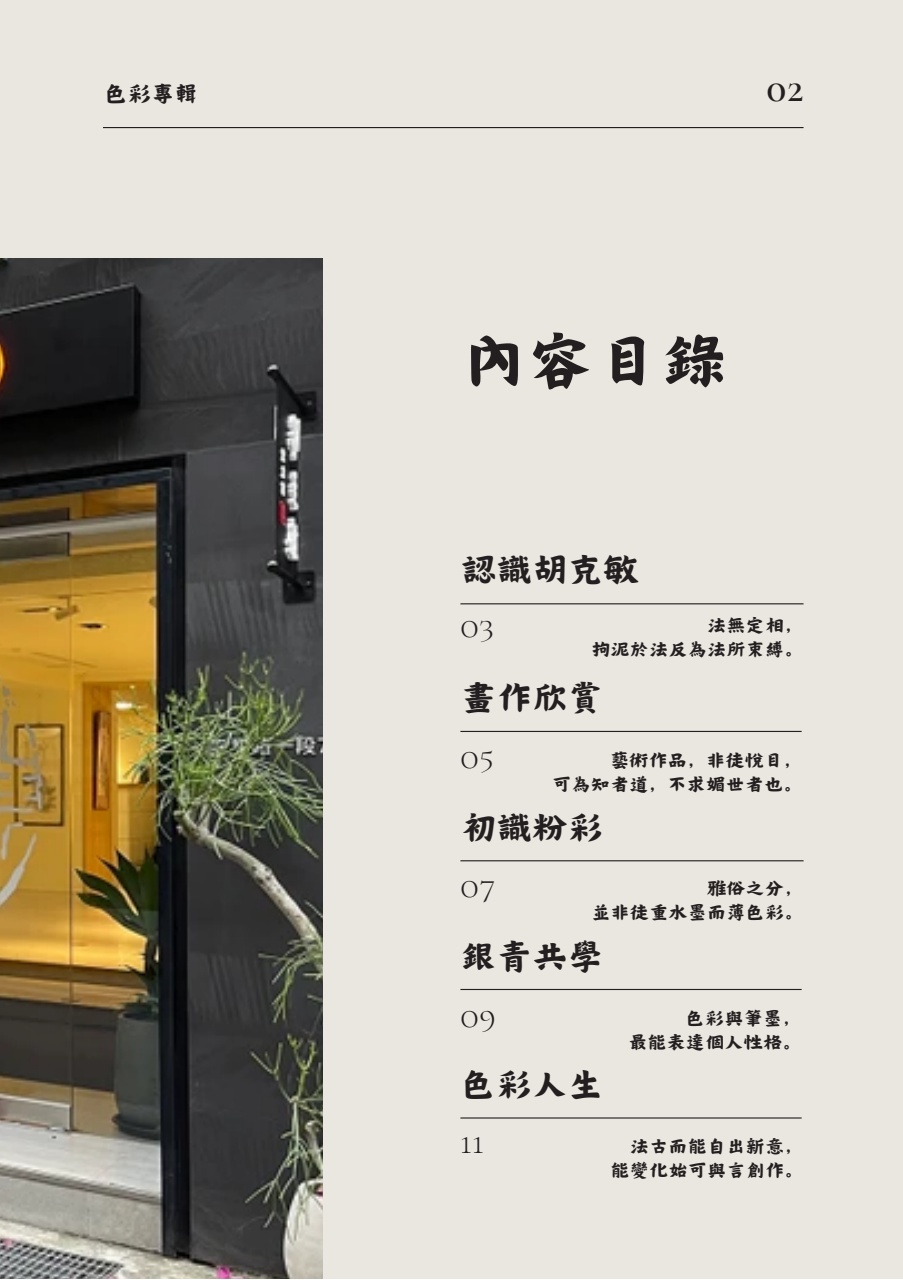 色彩專輯
02
內容目錄
認識胡克敏
03
法無定相，
拘泥於法反為法所束縛。
畫作欣賞
05
藝術作品，非徒悅目，
可為知者道，不求媚世者也。
初識粉彩
07
雅俗之分，
並非徒重水墨而薄色彩。
銀青共學
09
色彩與筆墨，
最能表達個人性格。
色彩人生
11
法古而能自出新意，
能變化始可與言創作。